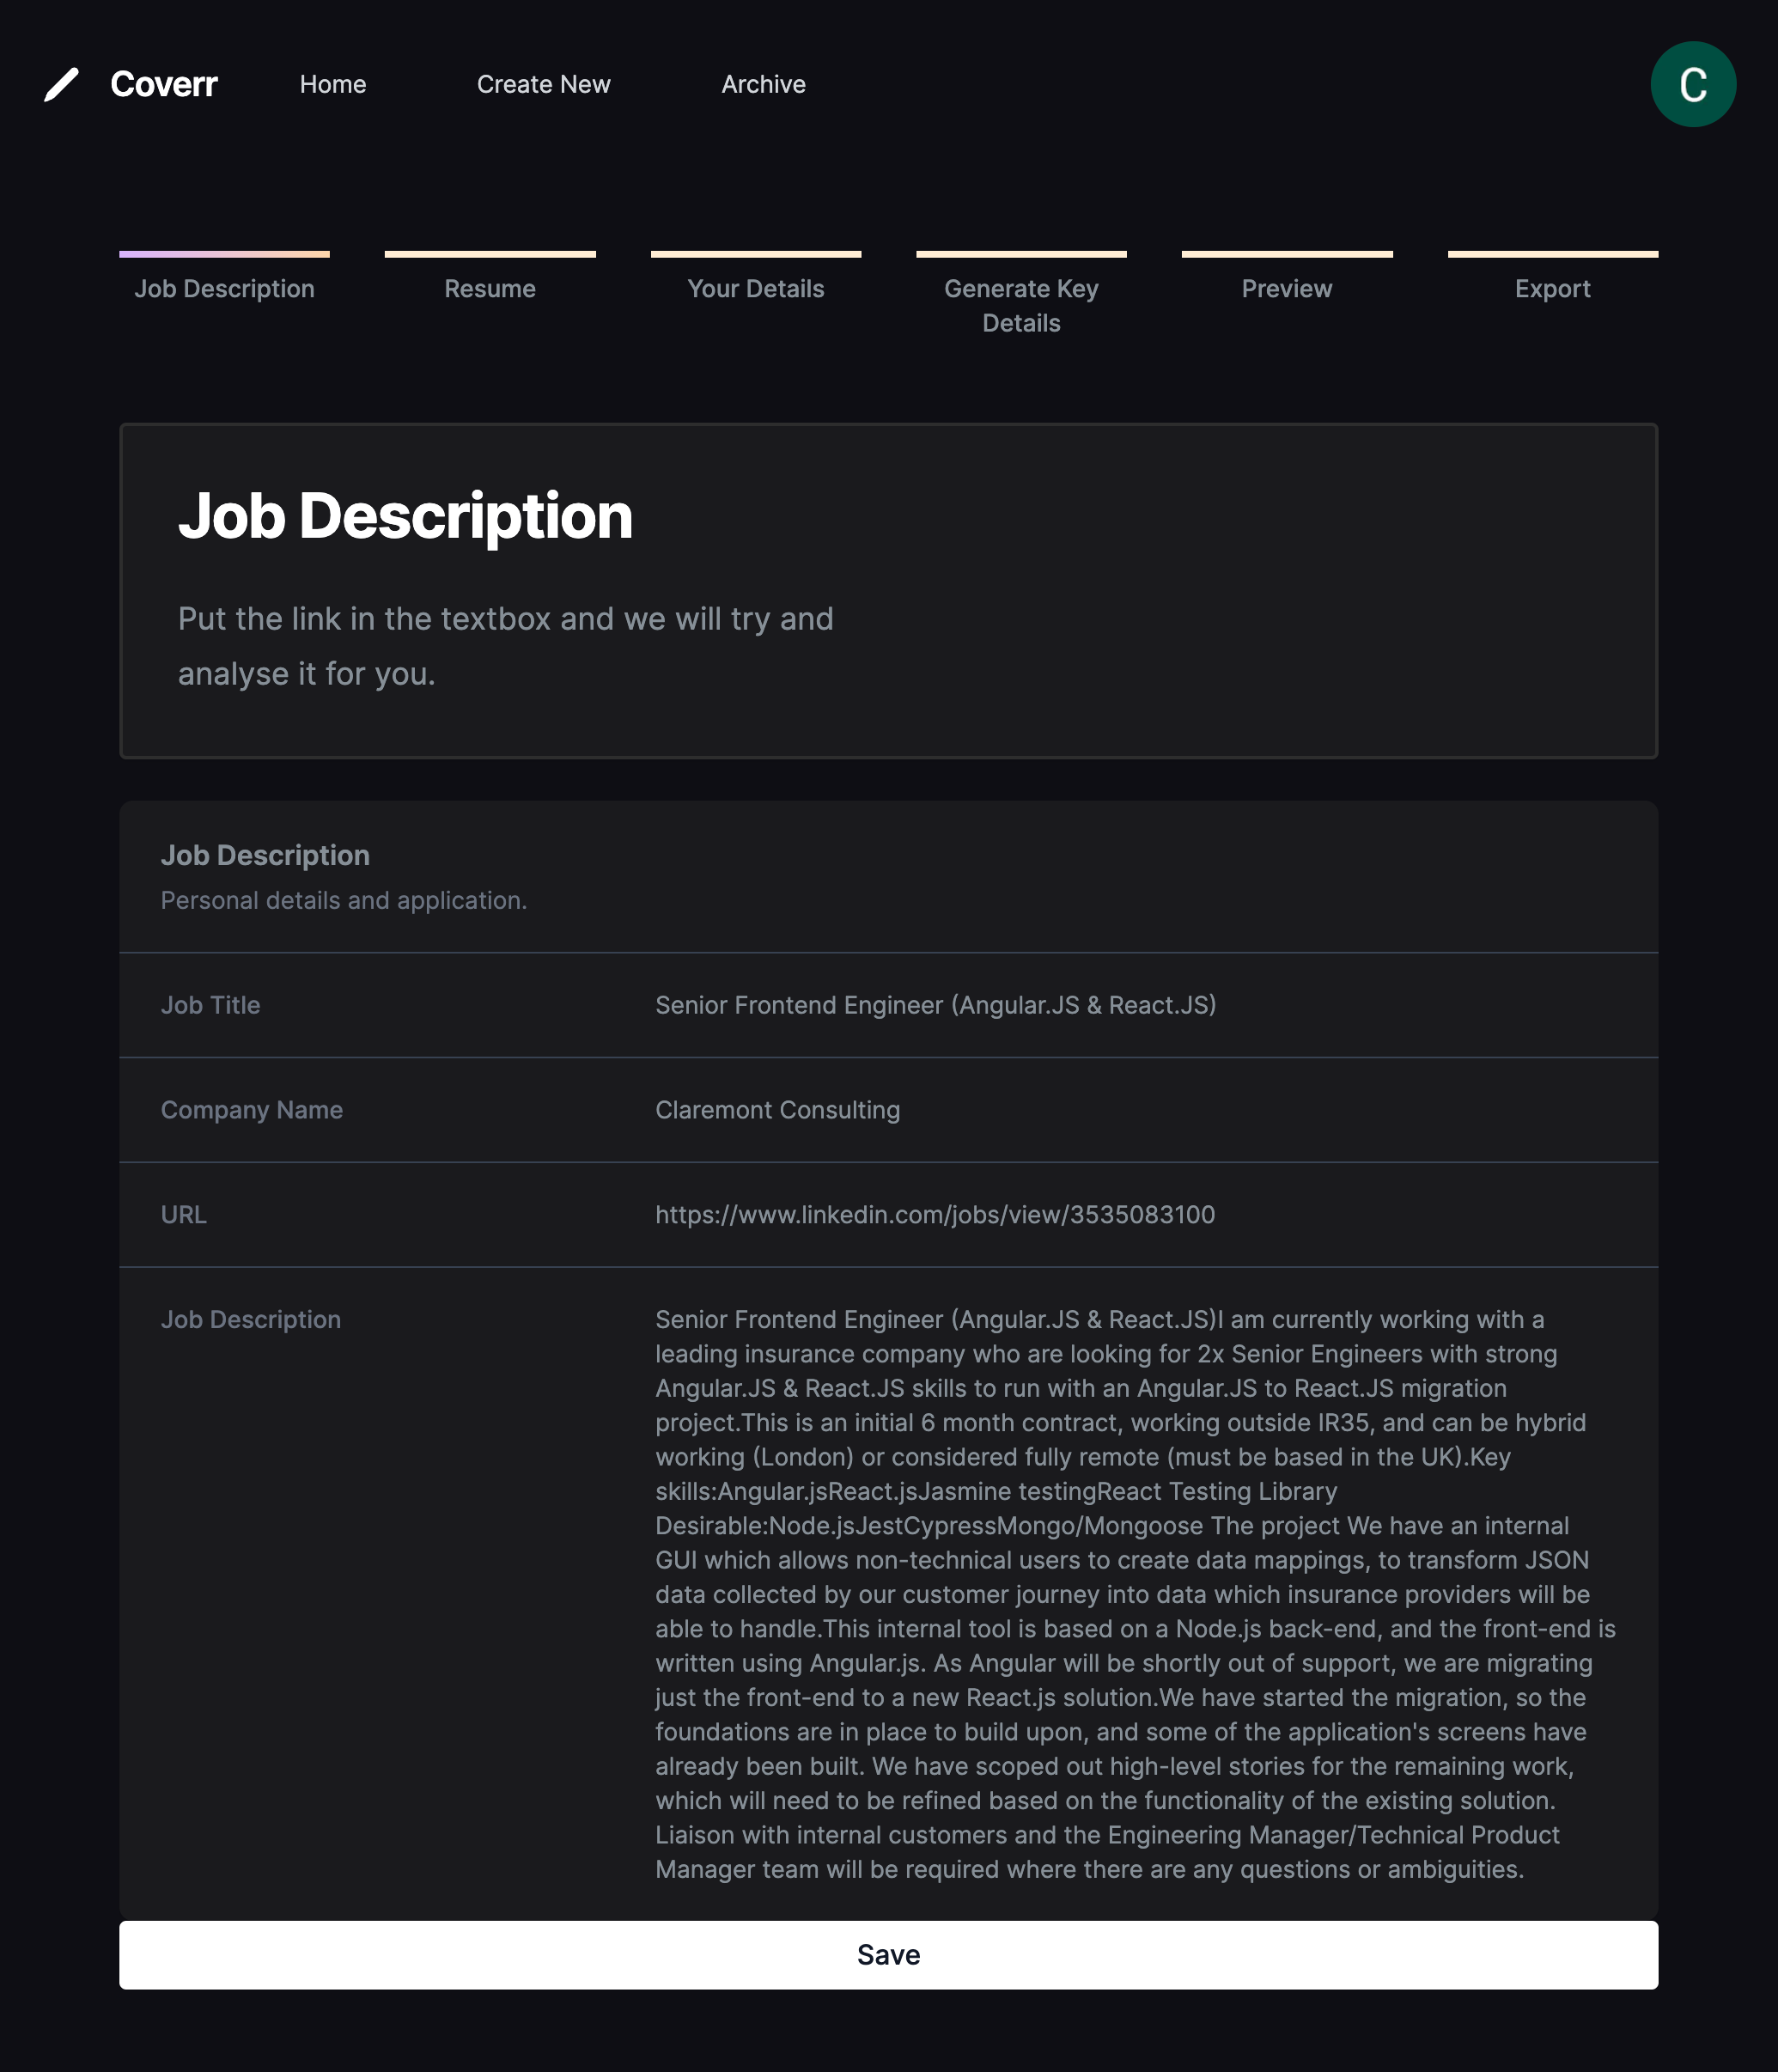 Coverr
Home
Create New
Archive
C
Job Description
Resume
Your Details
Generate Key
Details
Preview
Export
Job Description
Put the link in the textbox and we will try and
analyse it for you.
Job Description
Personal details and application.
Job Title
Senior Frontend Engineer (Angular.JS & React.JS)
Company Name
Claremont Consulting
URL
https://www.linkedin.com/jobs/view/3535083100
Job Description
Senior Frontend Engineer (Angular.JS & React.JS)I am currently working with a
leading insurance company who are looking for 2x Senior Engineers with strong
Angular.JS & React.JS skills to run with an Angular.JS to React.JS migration
project.This is an initial 6 month contract, working outside IR35, and can be hybrid
working (London) or considered fully remote (must be based in the UK).Key
skills:Angular.jsReact.jsJasmine testingReact Testing Library
Desirable:Node.jsJestCypressMongo/Mongoose The project We have an internal
GUI which allows non-technical users to create data mappings, to transform JSON
data collected by our customer journey into data which insurance providers will be
able to handle.This internal tool is based on a Node.js back-end, and the front-end is
written using Angular.js. As Angular will be shortly out of support, we are migrating
just the front-end to a new React.js solution.We have started the migration, so the
foundations are in place to build upon, and some of the application's screens have
already been built. We have scoped out high-level stories for the remaining work,
which will need to be refined based on the functionality of the existing solution.
Liaison with internal customers and the Engineering Manager/Technical Product
Manager team will be required where there are any questions or ambiguities.
Save